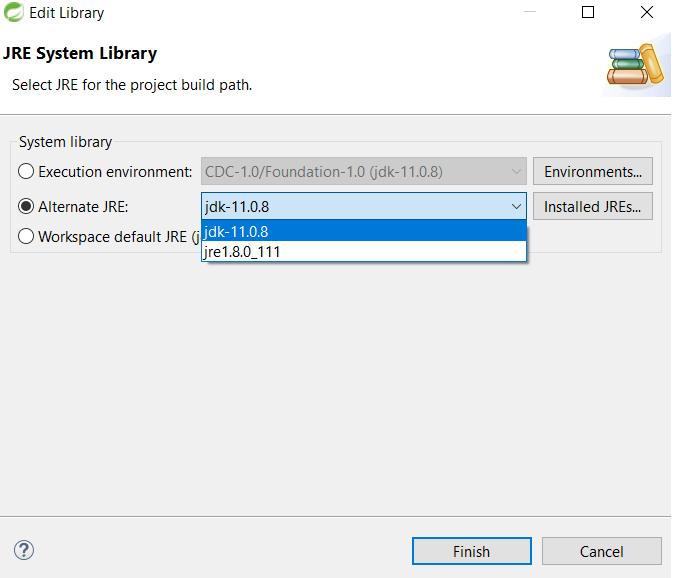 Edit Library
JRE System Library
Select JRE for the project build path.
System library
Execution environment: CDC-1.0/Foundation-1.0 (jdk-11.0.8) Environments...
Alternate JRE: jdk-11.0.8 Installed JREs...
jdk-11.0.8
Workspace default JRE (j
jre1.8.0_111
?
Finish Cancel